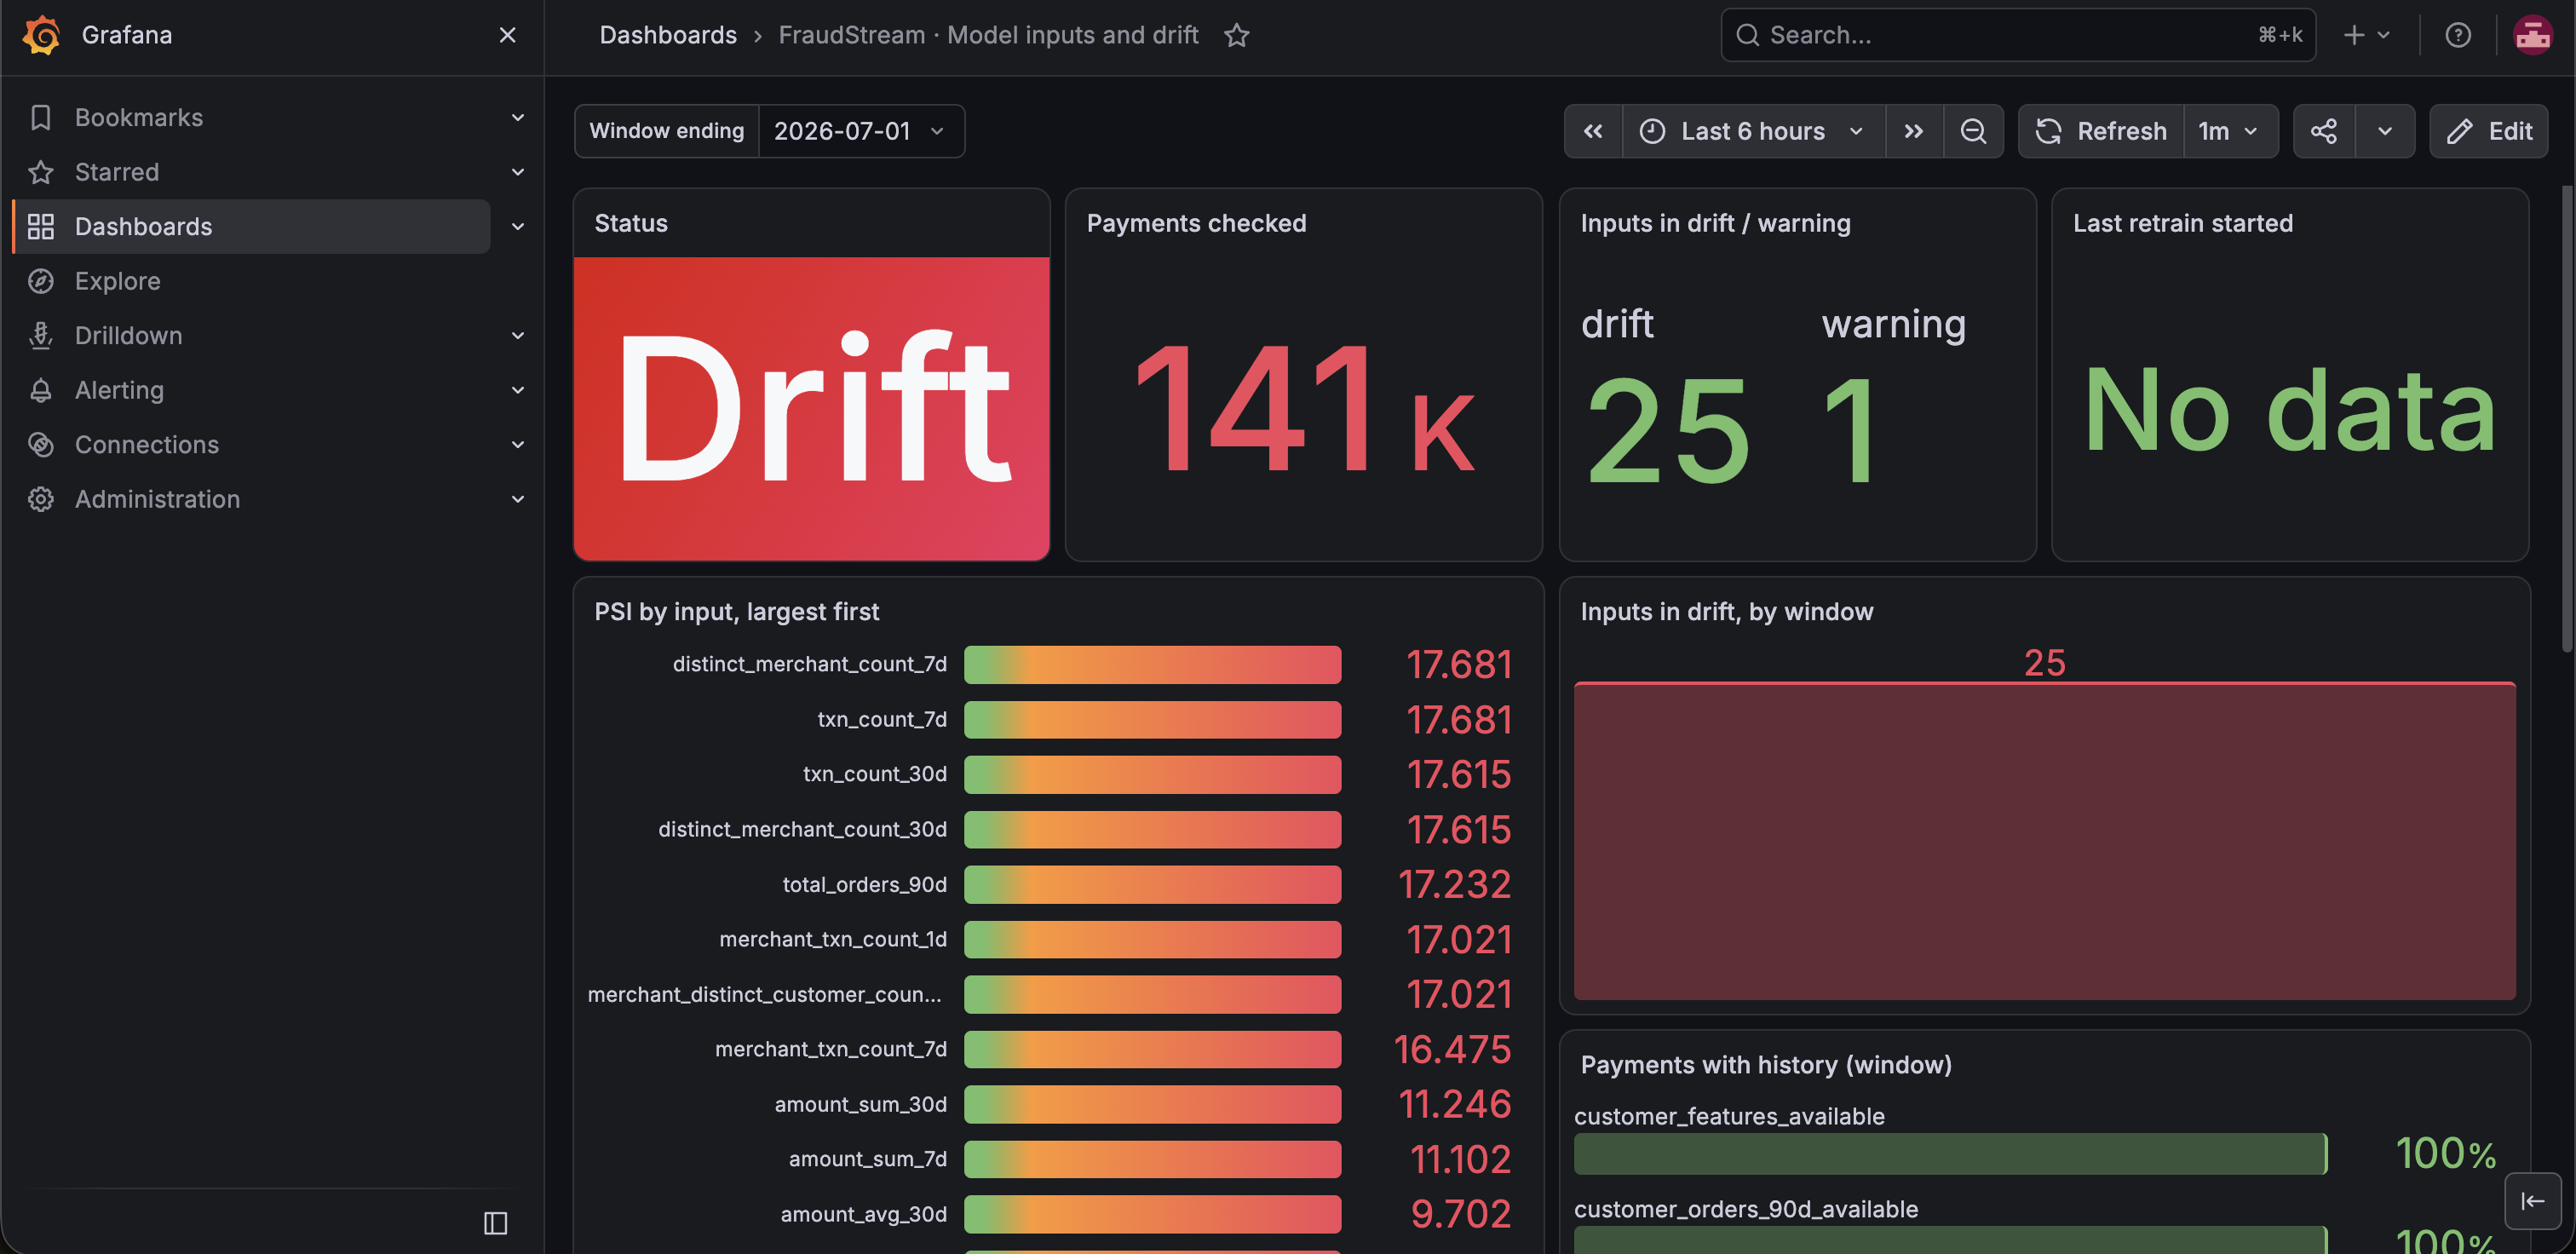 Grafana
Dashboards › FraudStream · Model inputs and drift
Search...
⌘+k
Bookmarks
Starred
Dashboards
Explore
Drilldown
Alerting
Connections
Administration
Window ending
2026-07-01
Last 6 hours
Refresh
1m
Edit
Status
Drift
Payments checked
141 K
Inputs in drift / warning
drift
25
warning
1
Last retrain started
No data
PSI by input, largest first
distinct_merchant_count_7d 17.681
txn_count_7d 17.681
txn_count_30d 17.615
distinct_merchant_count_30d 17.615
total_orders_90d 17.232
merchant_txn_count_1d 17.021
merchant_distinct_customer_coun... 17.021
merchant_txn_count_7d 16.475
amount_sum_30d 11.246
amount_sum_7d 11.102
amount_avg_30d 9.702
Inputs in drift, by window
25
Payments with history (window)
customer_features_available
100%
customer_orders_90d_available
100%